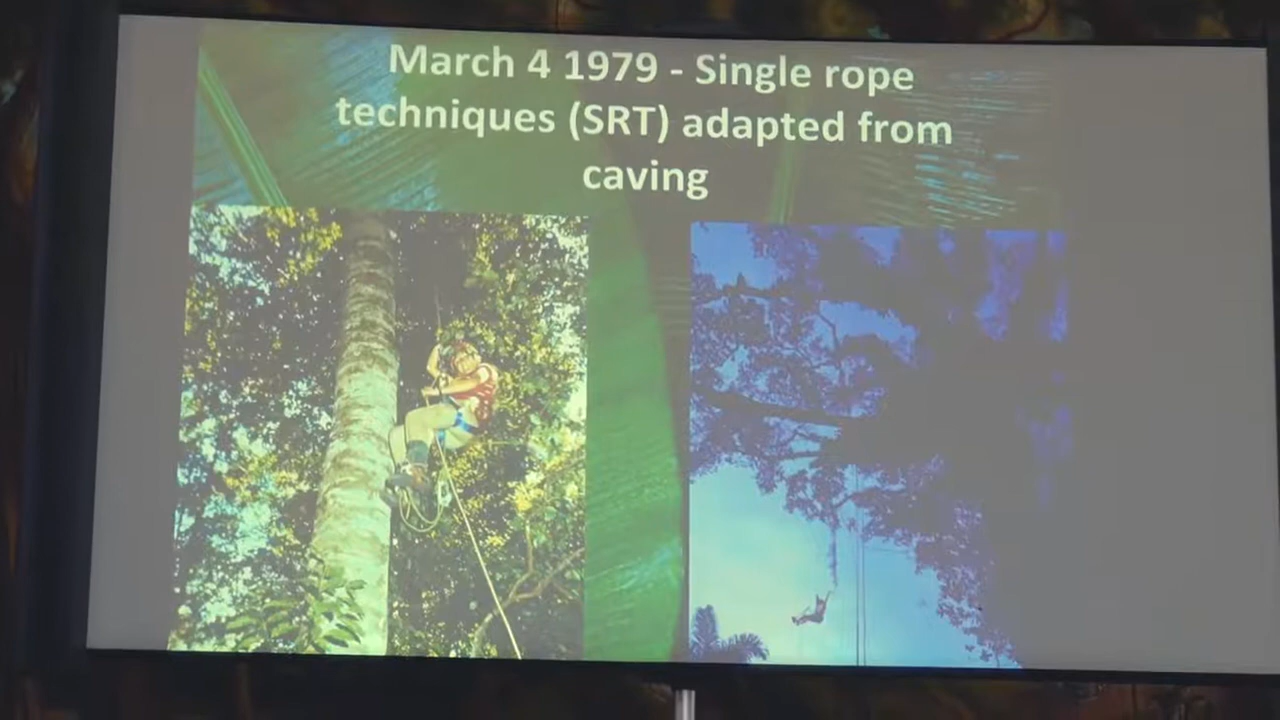 March 4 1979 - Single rope
techniques (SRT) adapted from
caving